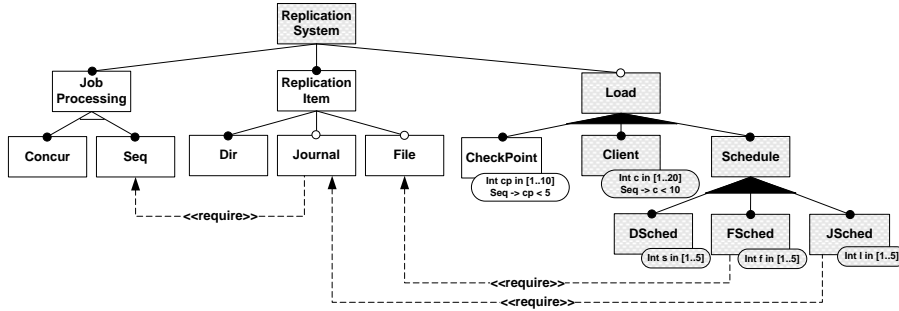 Replication
System
Job
Processing
Replication
Item
Load
Concur
Seq
Dir
Journal
File
CheckPoint
Int cp in [1..10]
Seq -> cp < 5
Client
Int c in [1..20]
Seq -> c < 10
Schedule
<<require>>
DSched
Int s in [1..5]
FSched
Int f in [1..5]
JSched
Int l in [1..5]
<<require>>
<<require>>